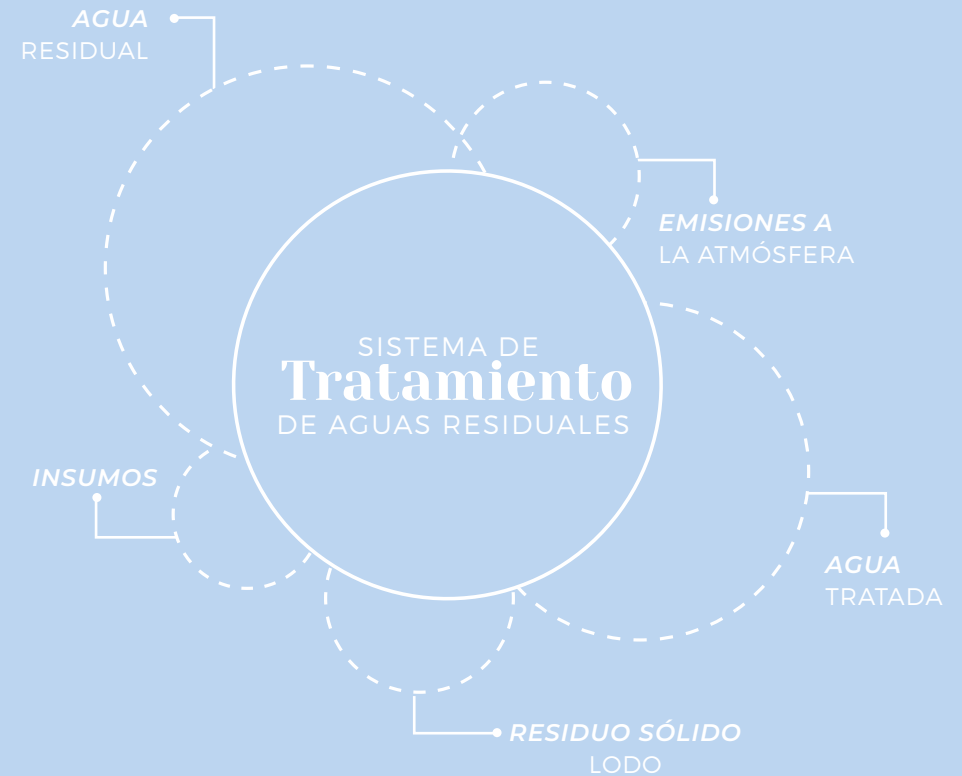 AGUA
RESIDUAL
EMISIONES A
LA ATMÓSFERA
SISTEMA DE
Tratamiento
DE AGUAS RESIDUALES
INSUMOS
AGUA
TRATADA
RESIDUO SÓLIDO
LODO